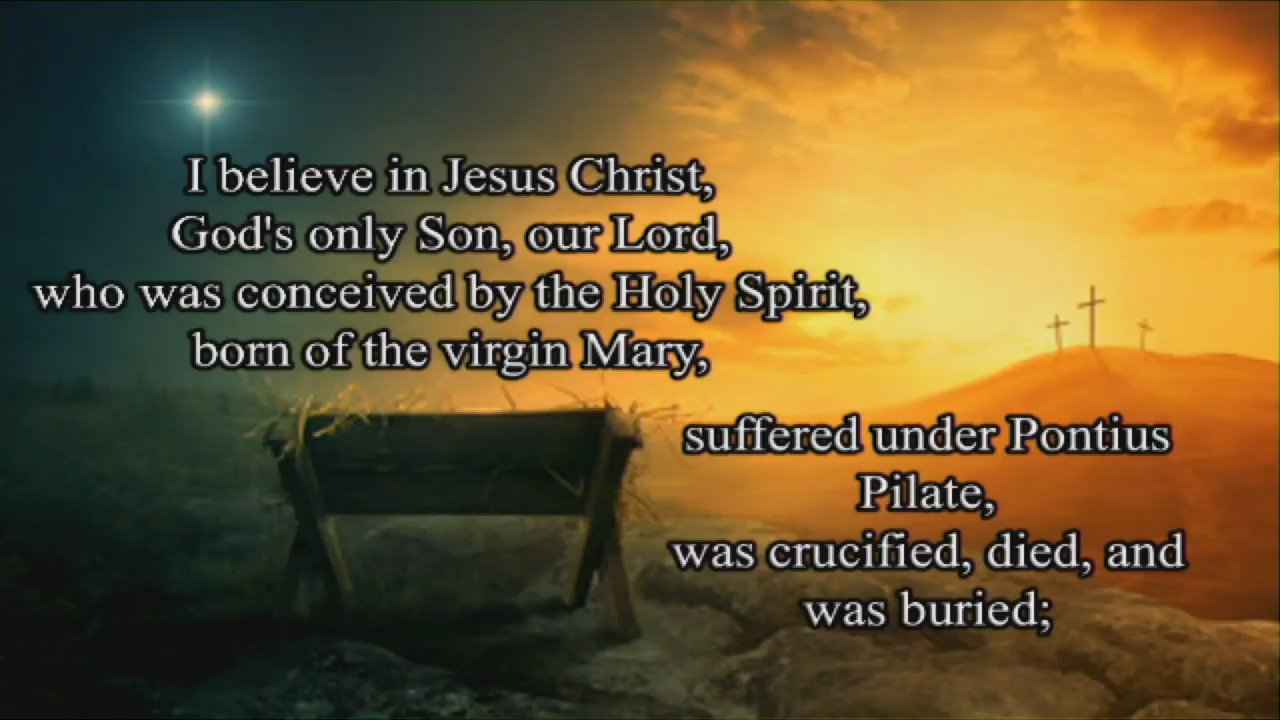 I believe in Jesus Christ,
God's only Son, our Lord,
who was conceived by the Holy Spirit,
born of the virgin Mary,
suffered under Pontius
Pilate,
was crucified, died, and
was buried;